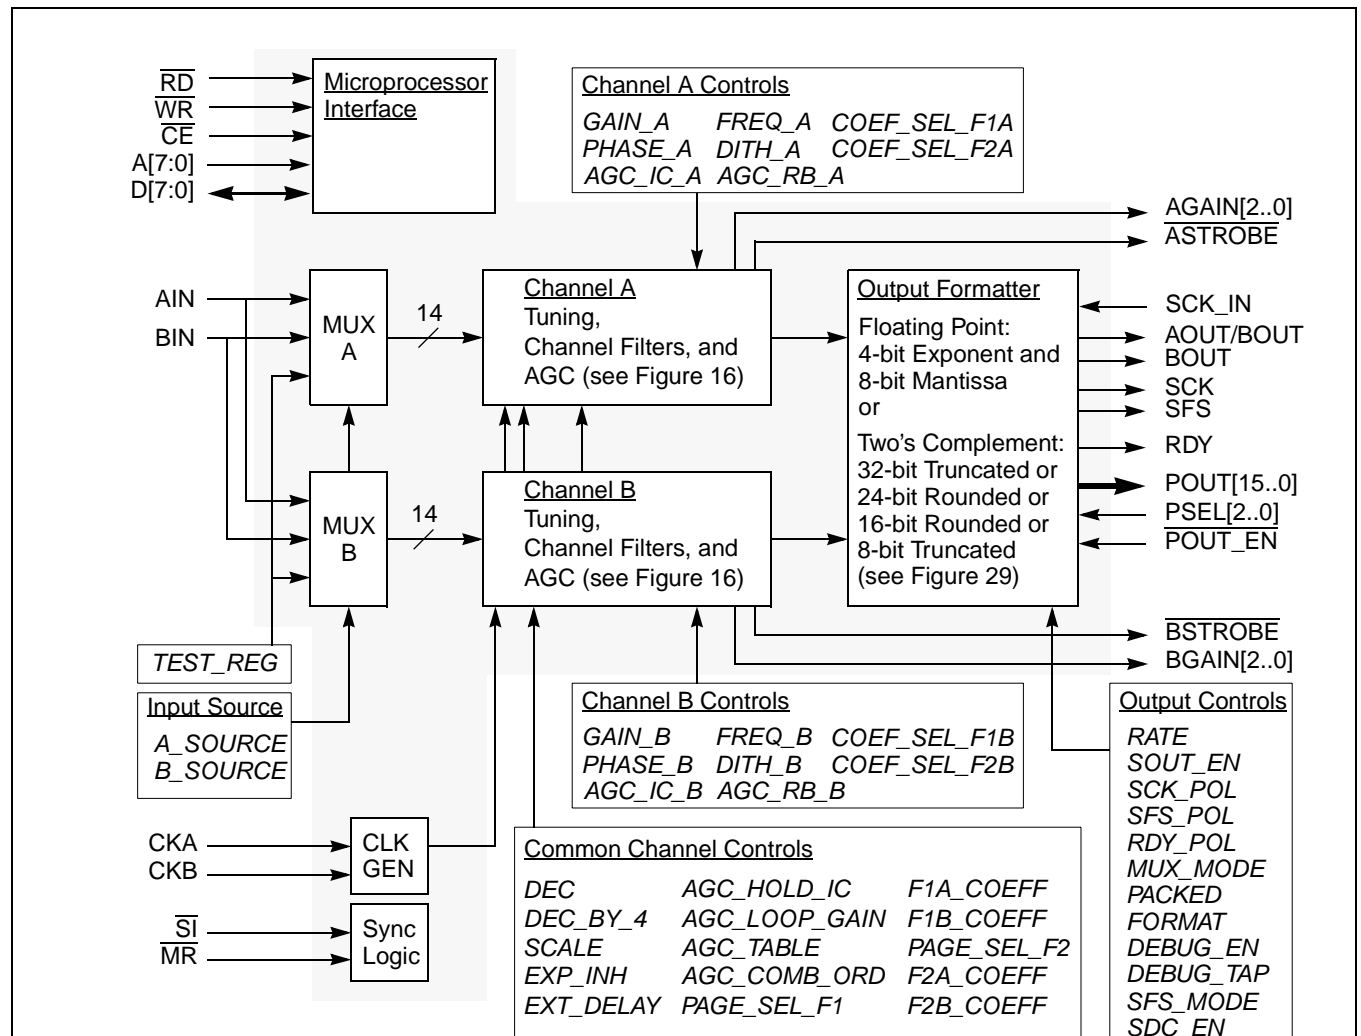 RD
WR
CE
A[7:0]
D[7:0]
Microprocessor
Interface
Channel A Controls
GAIN_A FREQ_A COEF_SEL_F1A
PHASE_A DITH_A COEF_SEL_F2A
AGC_IC_A AGC_RB_A
AGAIN[2..0]
ASTROBE
AIN
BIN
MUX
A
14
Channel A
Tuning,
Channel Filters, and
AGC (see Figure 16)
Output Formatter
Floating Point:
4-bit Exponent and
8-bit Mantissa
or
Two's Complement:
32-bit Truncated or
24-bit Rounded or
16-bit Rounded or
8-bit Truncated
(see Figure 29)
SCK_IN
AOUT/BOUT
BOUT
SCK
SFS
RDY
POUT[15..0]
PSEL[2..0]
POUT_EN
MUX
B
14
Channel B
Tuning,
Channel Filters, and
AGC (see Figure 16)
BSTROBE
BGAIN[2..0]
TEST_REG
Input Source
A_SOURCE
B_SOURCE
Channel B Controls
GAIN_B FREQ_B COEF_SEL_F1B
PHASE_B DITH_B COEF_SEL_F2B
AGC_IC_B AGC_RB_B
Output Controls
RATE
SOUT_EN
SCK_POL
SFS_POL
RDY_POL
MUX_MODE
PACKED
FORMAT
DEBUG_EN
DEBUG_TAP
SFS_MODE
SDC_EN
CKA
CKB
CLK
GEN
SI
MR
Sync
Logic
Common Channel Controls
DEC AGC_HOLD_IC F1A_COEFF
DEC_BY_4 AGC_LOOP_GAIN F1B_COEFF
SCALE AGC_TABLE PAGE_SEL_F2
EXP_INH AGC_COMB_ORD F2A_COEFF
EXT_DELAY PAGE_SEL_F1 F2B_COEFF